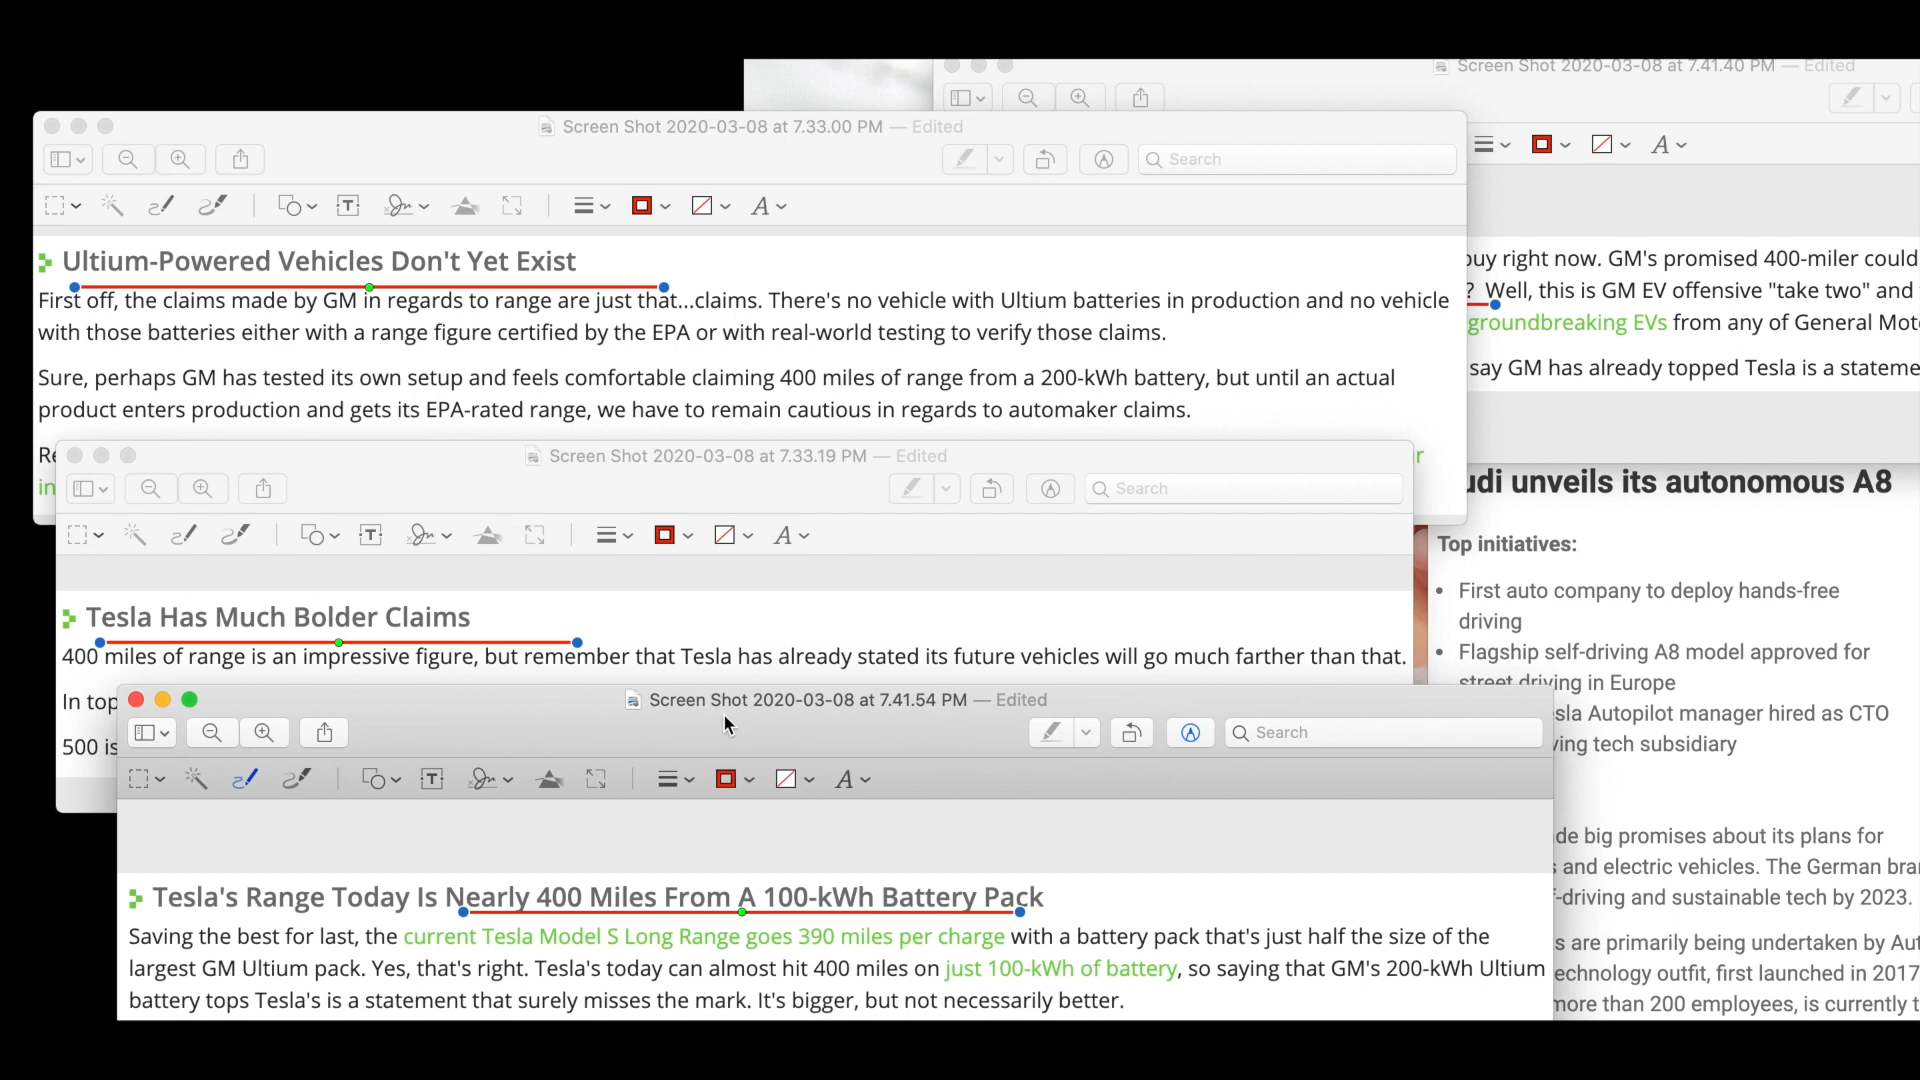 Screen Shot 2020-03-08 at 7.41.40 PM — Edited
Screen Shot 2020-03-08 at 7.33.00 PM — Edited
Search
Ultium-Powered Vehicles Don't Yet Exist
First off, the claims made by GM in regards to range are just that...claims. There's no vehicle with Ultium batteries in production and no vehicle
with those batteries either with a range figure certified by the EPA or with real-world testing to verify those claims.
Sure, perhaps GM has tested its own setup and feels comfortable claiming 400 miles of range from a 200-kWh battery, but until an actual
product enters production and gets its EPA-rated range, we have to remain cautious in regards to automaker claims.
in
buy right now. GM's promised 400-miler could
? Well, this is GM EV offensive "take two" and
groundbreaking EVs from any of General Mot
say GM has already topped Tesla is a stateme
Screen Shot 2020-03-08 at 7.33.19 PM — Edited
Search
Tesla Has Much Bolder Claims
400 miles of range is an impressive figure, but remember that Tesla has already stated its future vehicles will go much farther than that.
In top
500 is
udi unveils its autonomous A8
Top initiatives:
• First auto company to deploy hands-free
driving
• Flagship self-driving A8 model approved for
street driving in Europe
sla Autopilot manager hired as CTO
ving tech subsidiary
de big promises about its plans for
s and electric vehicles. The German bra
f-driving and sustainable tech by 2023.
s are primarily being undertaken by Au
echnology outfit, first launched in 2017
more than 200 employees, is currently t
Screen Shot 2020-03-08 at 7.41.54 PM — Edited
Search
Tesla's Range Today Is Nearly 400 Miles From A 100-kWh Battery Pack
Saving the best for last, the current Tesla Model S Long Range goes 390 miles per charge with a battery pack that's just half the size of the
largest GM Ultium pack. Yes, that's right. Tesla's today can almost hit 400 miles on just 100-kWh of battery, so saying that GM's 200-kWh Ultium
battery tops Tesla's is a statement that surely misses the mark. It's bigger, but not necessarily better.